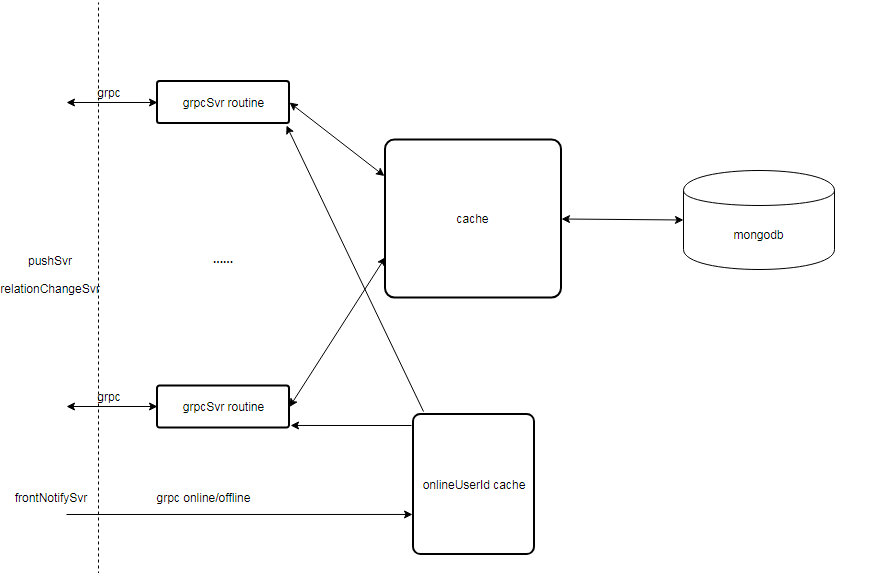 grpc
grpcSvr routine
cache
mongodb
pushSvr
......
relationChangeSvr
grpc
grpcSvr routine
onlineUserId cache
frontNotifySvr
grpc online/offline